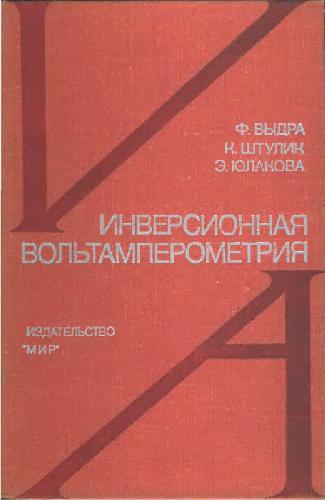 Ф. ВЫДРА
К. ШТУЛИК
Э. ЮЛАКОВА
ИНВЕРСИОННАЯ
ВОЛЬТАМПЕРОМЕТРИЯ
ИЗДАТЕЛЬСТВО
"МИР"
И
А